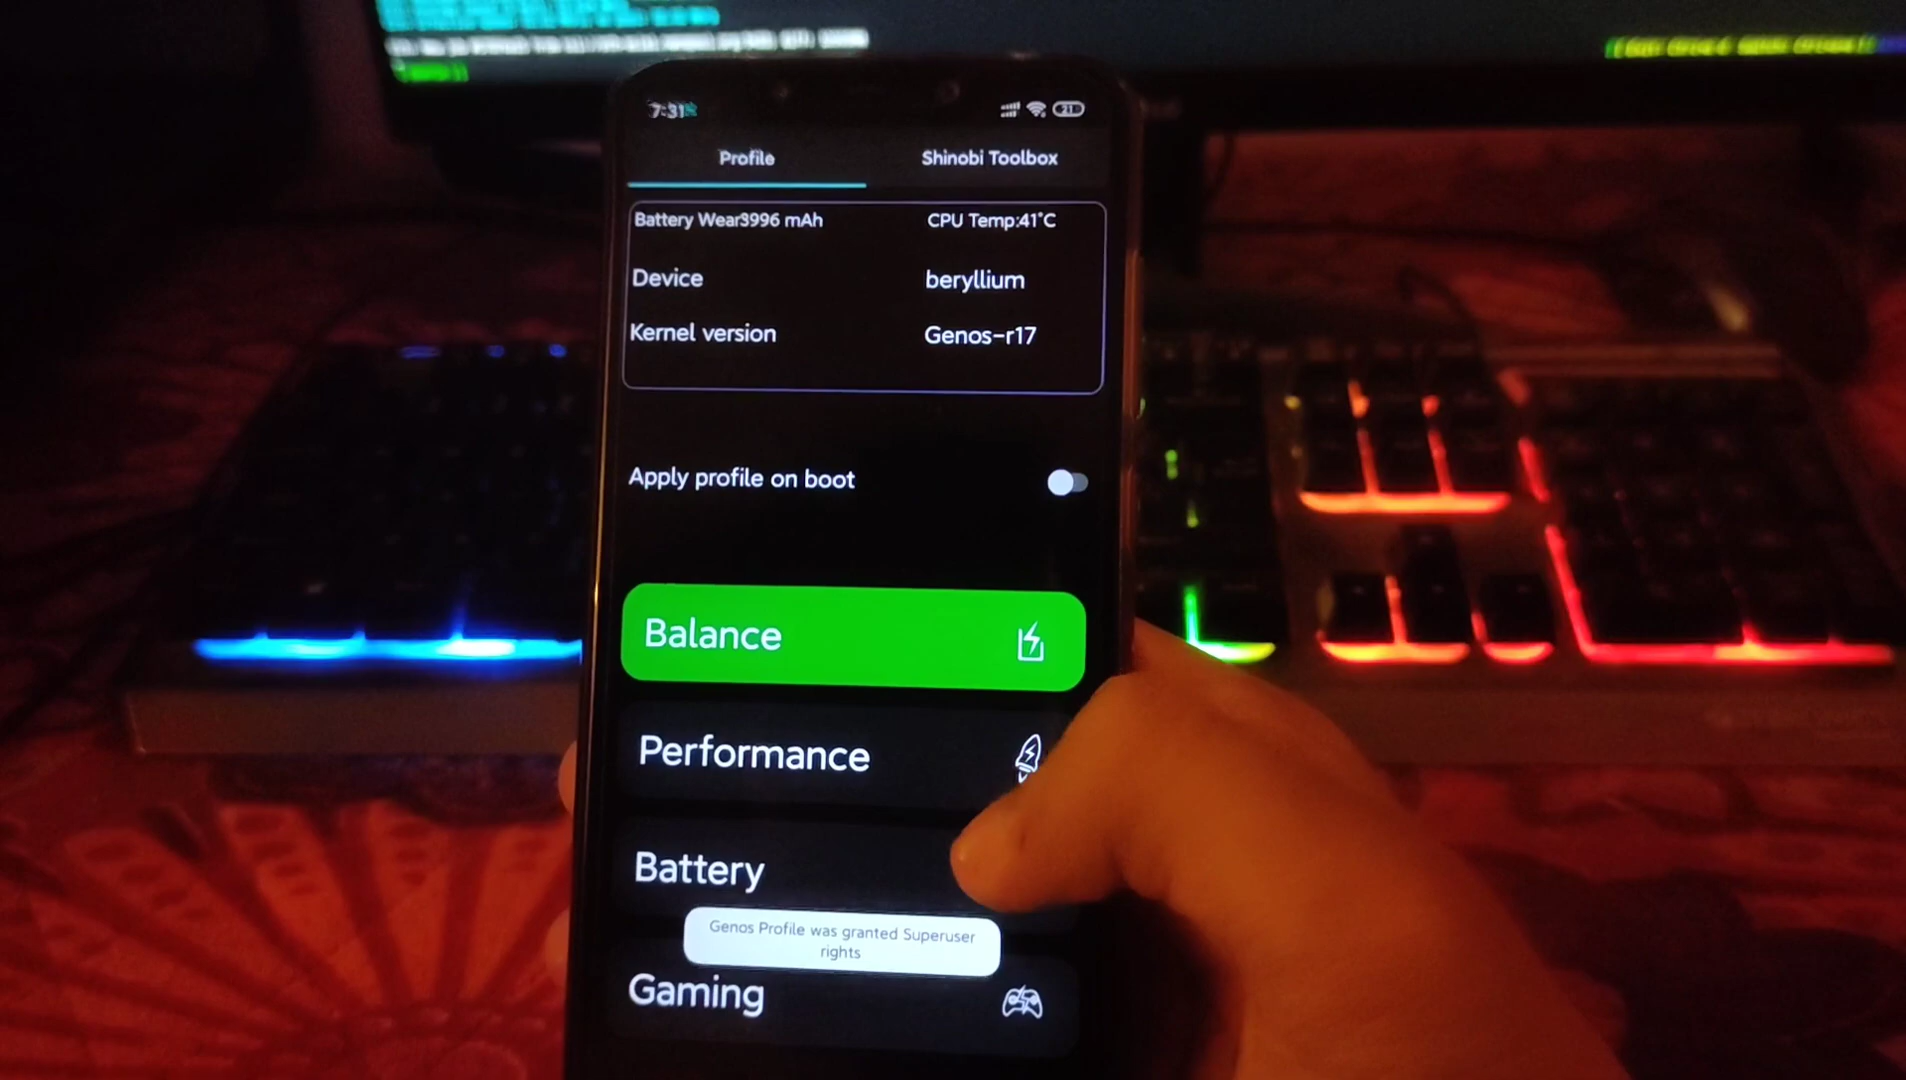 7:31
21
Profile
Shinobi Toolbox
Battery Wear3996 mAh
CPU Temp:41°C
Device
beryllium
Kernel version
Genos-r17
Apply profile on boot
Balance
Performance
Battery
Genos Profile was granted Superuser
rights
Gaming